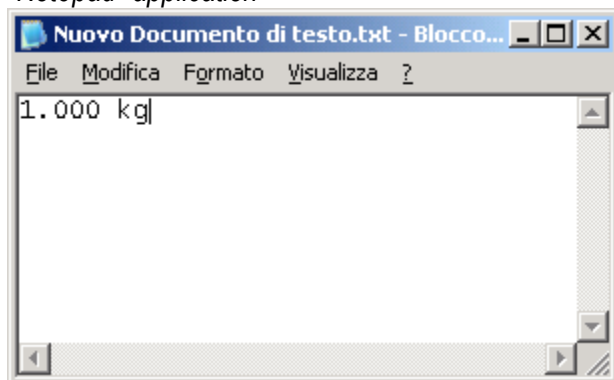 "Notepad" application
Nuovo Documento di testo.txt - Blocco...
File Modifica Formato Visualizza ?
1.000 kg